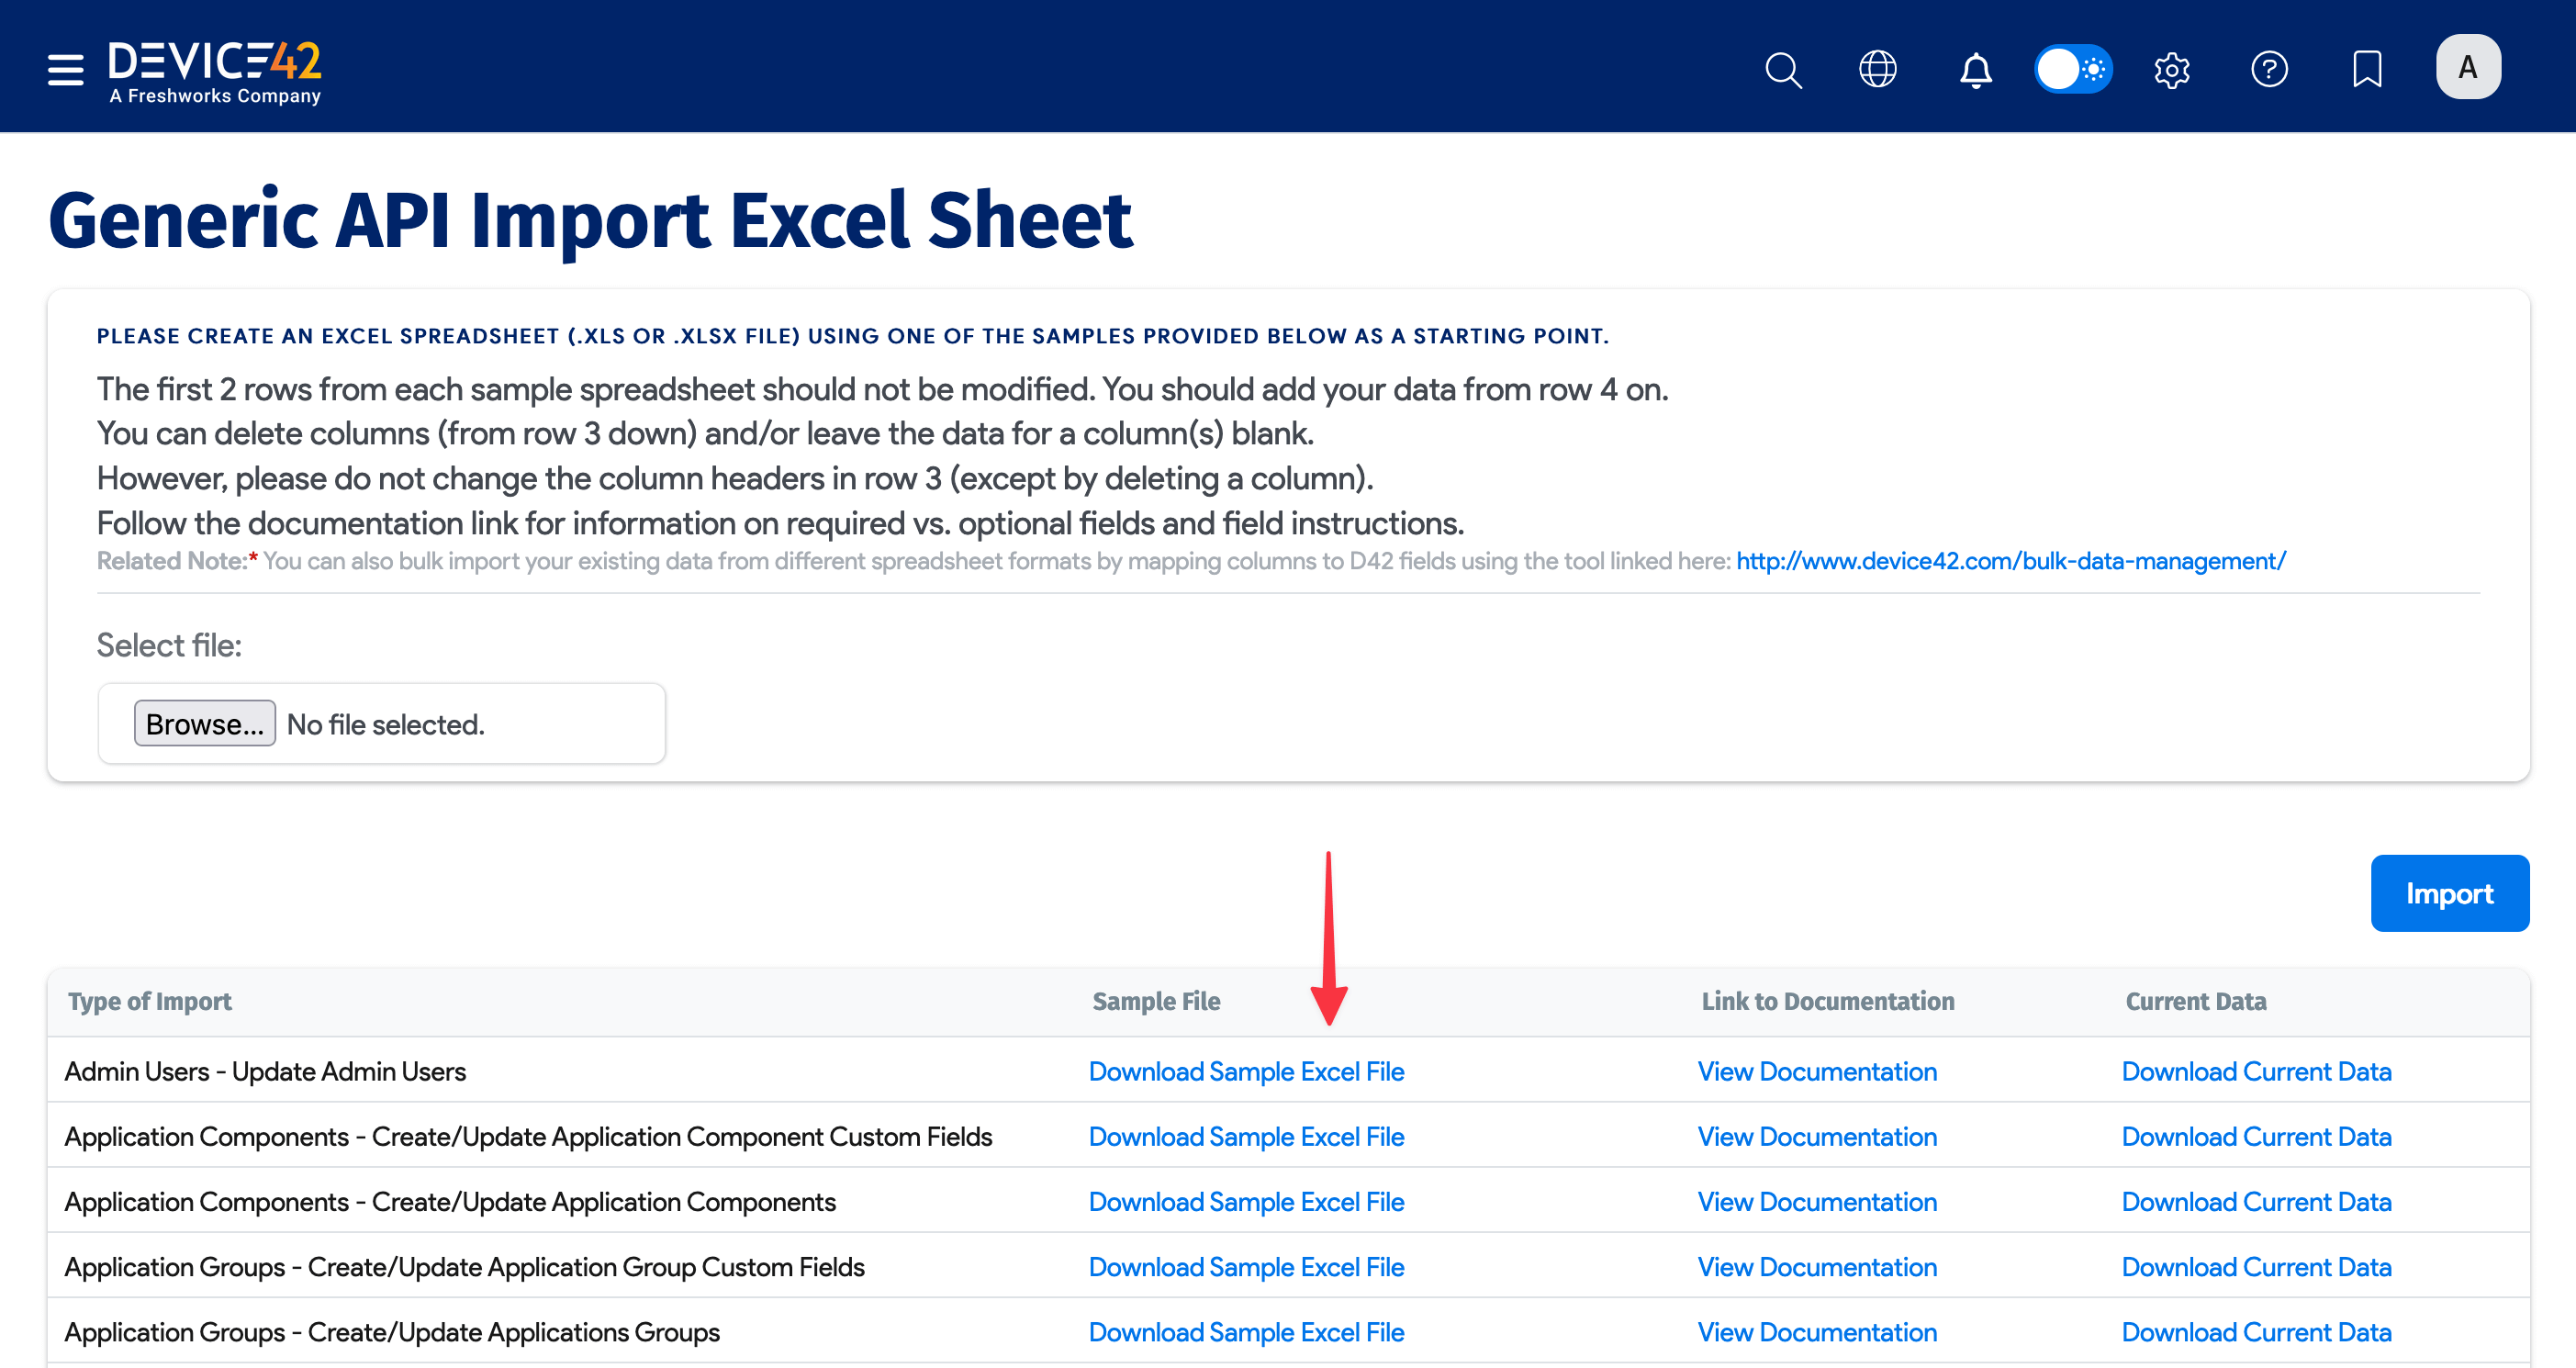 DEVICE42
A Freshworks Company
A
Generic API Import Excel Sheet
PLEASE CREATE AN EXCEL SPREADSHEET (.XLS OR .XLSX FILE) USING ONE OF THE SAMPLES PROVIDED BELOW AS A STARTING POINT.
The first 2 rows from each sample spreadsheet should not be modified. You should add your data from row 4 on.
You can delete columns (from row 3 down) and/or leave the data for a column(s) blank.
However, please do not change the column headers in row 3 (except by deleting a column).
Follow the documentation link for information on required vs. optional fields and field instructions.
Related Note:* You can also bulk import your existing data from different spreadsheet formats by mapping columns to D42 fields using the tool linked here: http://www.device42.com/bulk-data-management/
Select file:
Browse... No file selected.
Import
Type of Import Sample File Link to Documentation Current Data
Admin Users - Update Admin Users Download Sample Excel File View Documentation Download Current Data
Application Components - Create/Update Application Component Custom Fields Download Sample Excel File View Documentation Download Current Data
Application Components - Create/Update Application Components Download Sample Excel File View Documentation Download Current Data
Application Groups - Create/Update Application Group Custom Fields Download Sample Excel File View Documentation Download Current Data
Application Groups - Create/Update Applications Groups Download Sample Excel File View Documentation Download Current Data